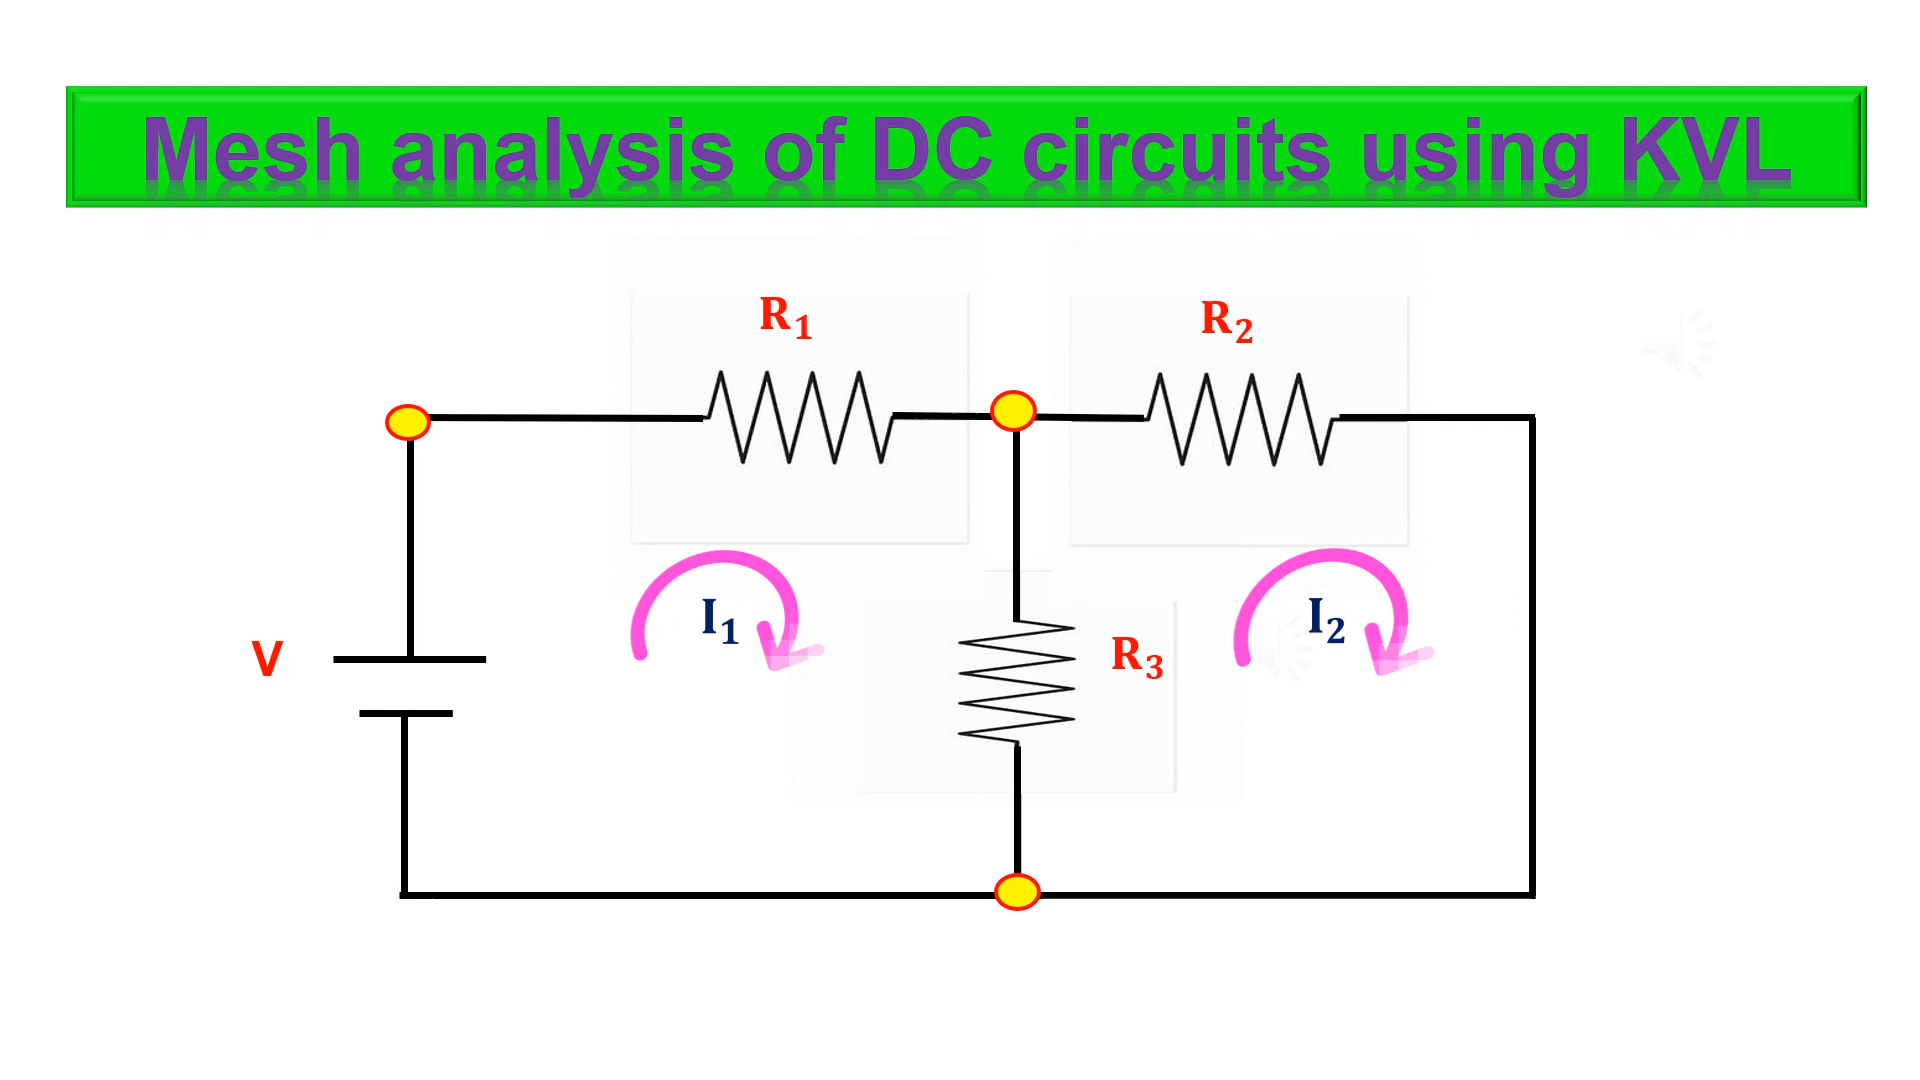 Mesh analysis of DC circuits using KVL
R₁
R₂
I₁
I₂
V
R₃